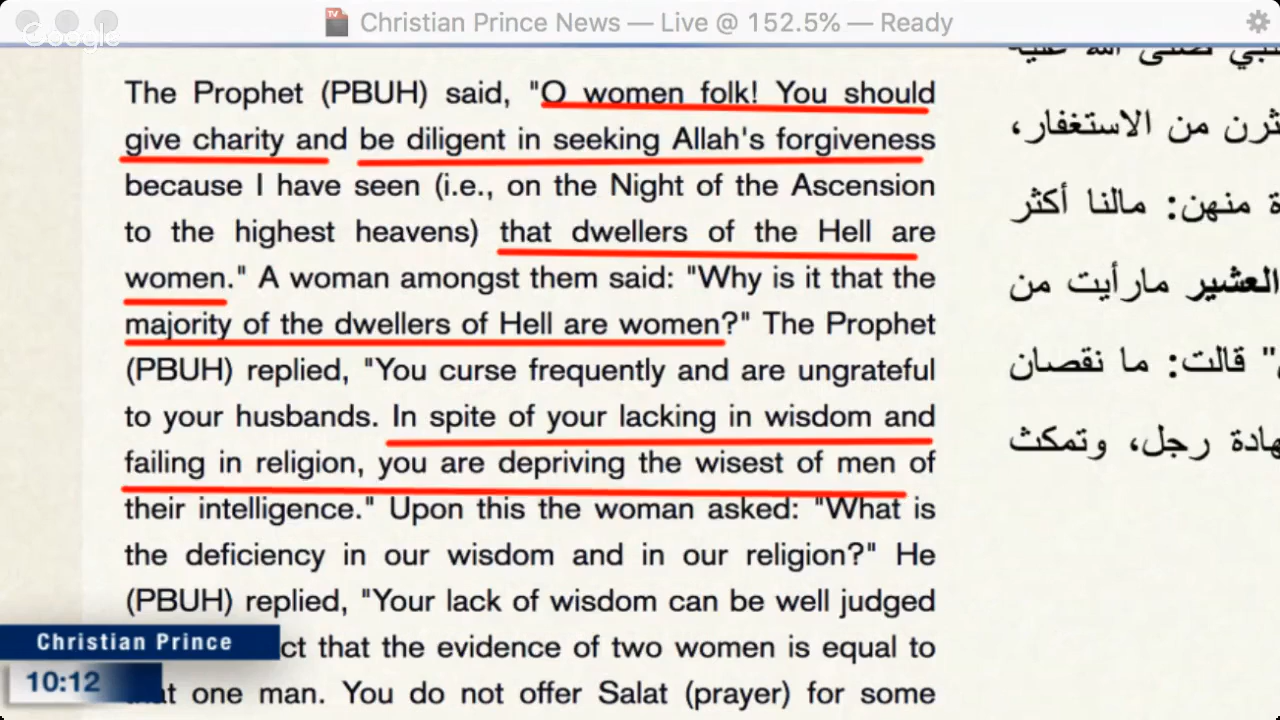 Google
Christian Prince News — Live @ 152.5% — Ready
The Prophet (PBUH) said, "O women folk! You should
give charity and be diligent in seeking Allah's forgiveness
because I have seen (i.e., on the Night of the Ascension
to the highest heavens) that dwellers of the Hell are
women." A woman amongst them said: "Why is it that the
majority of the dwellers of Hell are women?" The Prophet
(PBUH) replied, "You curse frequently and are ungrateful
to your husbands. In spite of your lacking in wisdom and
failing in religion, you are depriving the wisest of men of
their intelligence." Upon this the woman asked: "What is
the deficiency in our wisdom and in our religion?" He
(PBUH) replied, "Your lack of wisdom can be well judged
that the evidence of two women is equal to
one man. You do not offer Salat (prayer) for some
من الاستغفار،
منهن: مالنا أكثر
العشير مارأيت من
" قالت: ما نقصان
رجل، وتمكث
Christian Prince
10:12